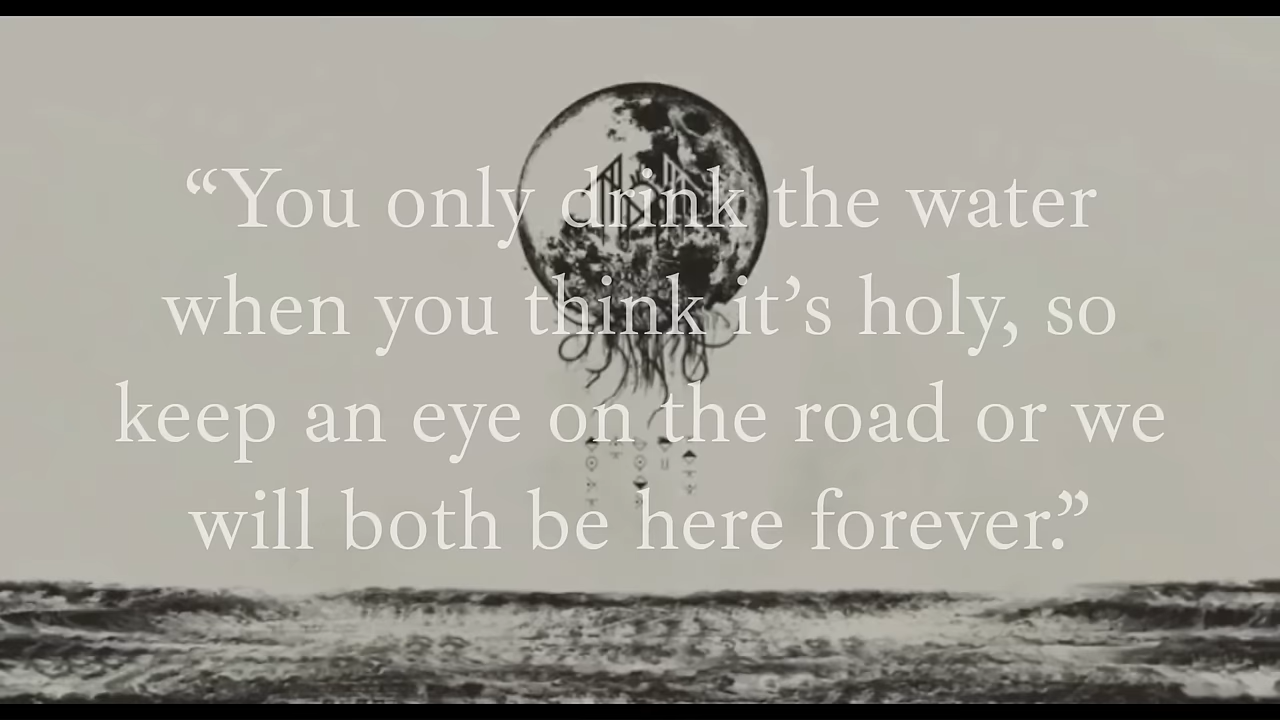 “You only drink the water
when you think it’s holy, so
keep an eye on the road or we
will both be here forever.”